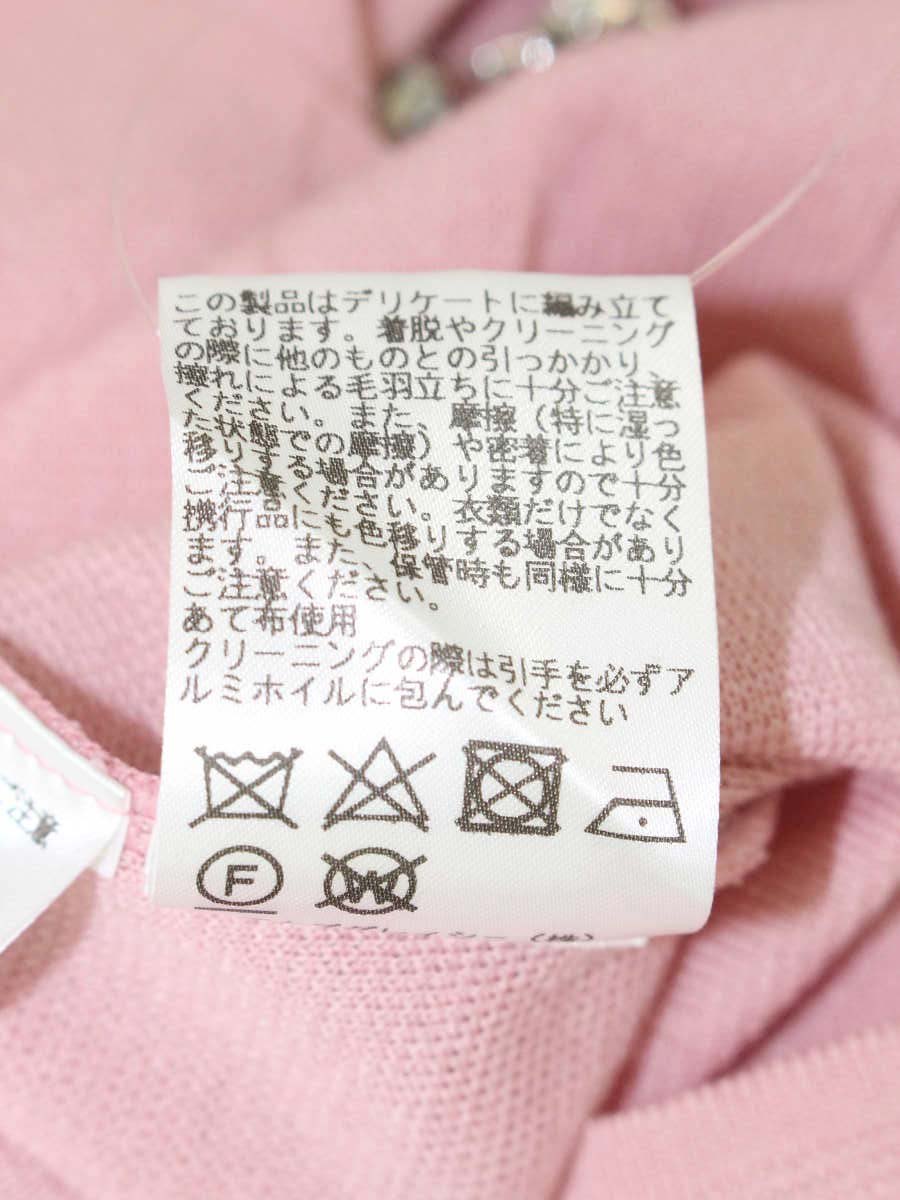 この製品はデリケートに編み立て
ております。着脱やクリーニング
の際に他のものとの引っかかり、
擦れによる毛羽立ちに十分ご注意
ください。また、摩擦（特に湿っ
た状態での摩擦）や密着により色
移りする場合がありますので十分
ご注意ください。衣類だけでなく
携行品にも色移りする場合があり
ます。また、保管時も同様に十分
ご注意ください。
あて布使用
クリーニングの際は引手を必ずア
ルミホイルに包んでください
F
W
（株）
注意